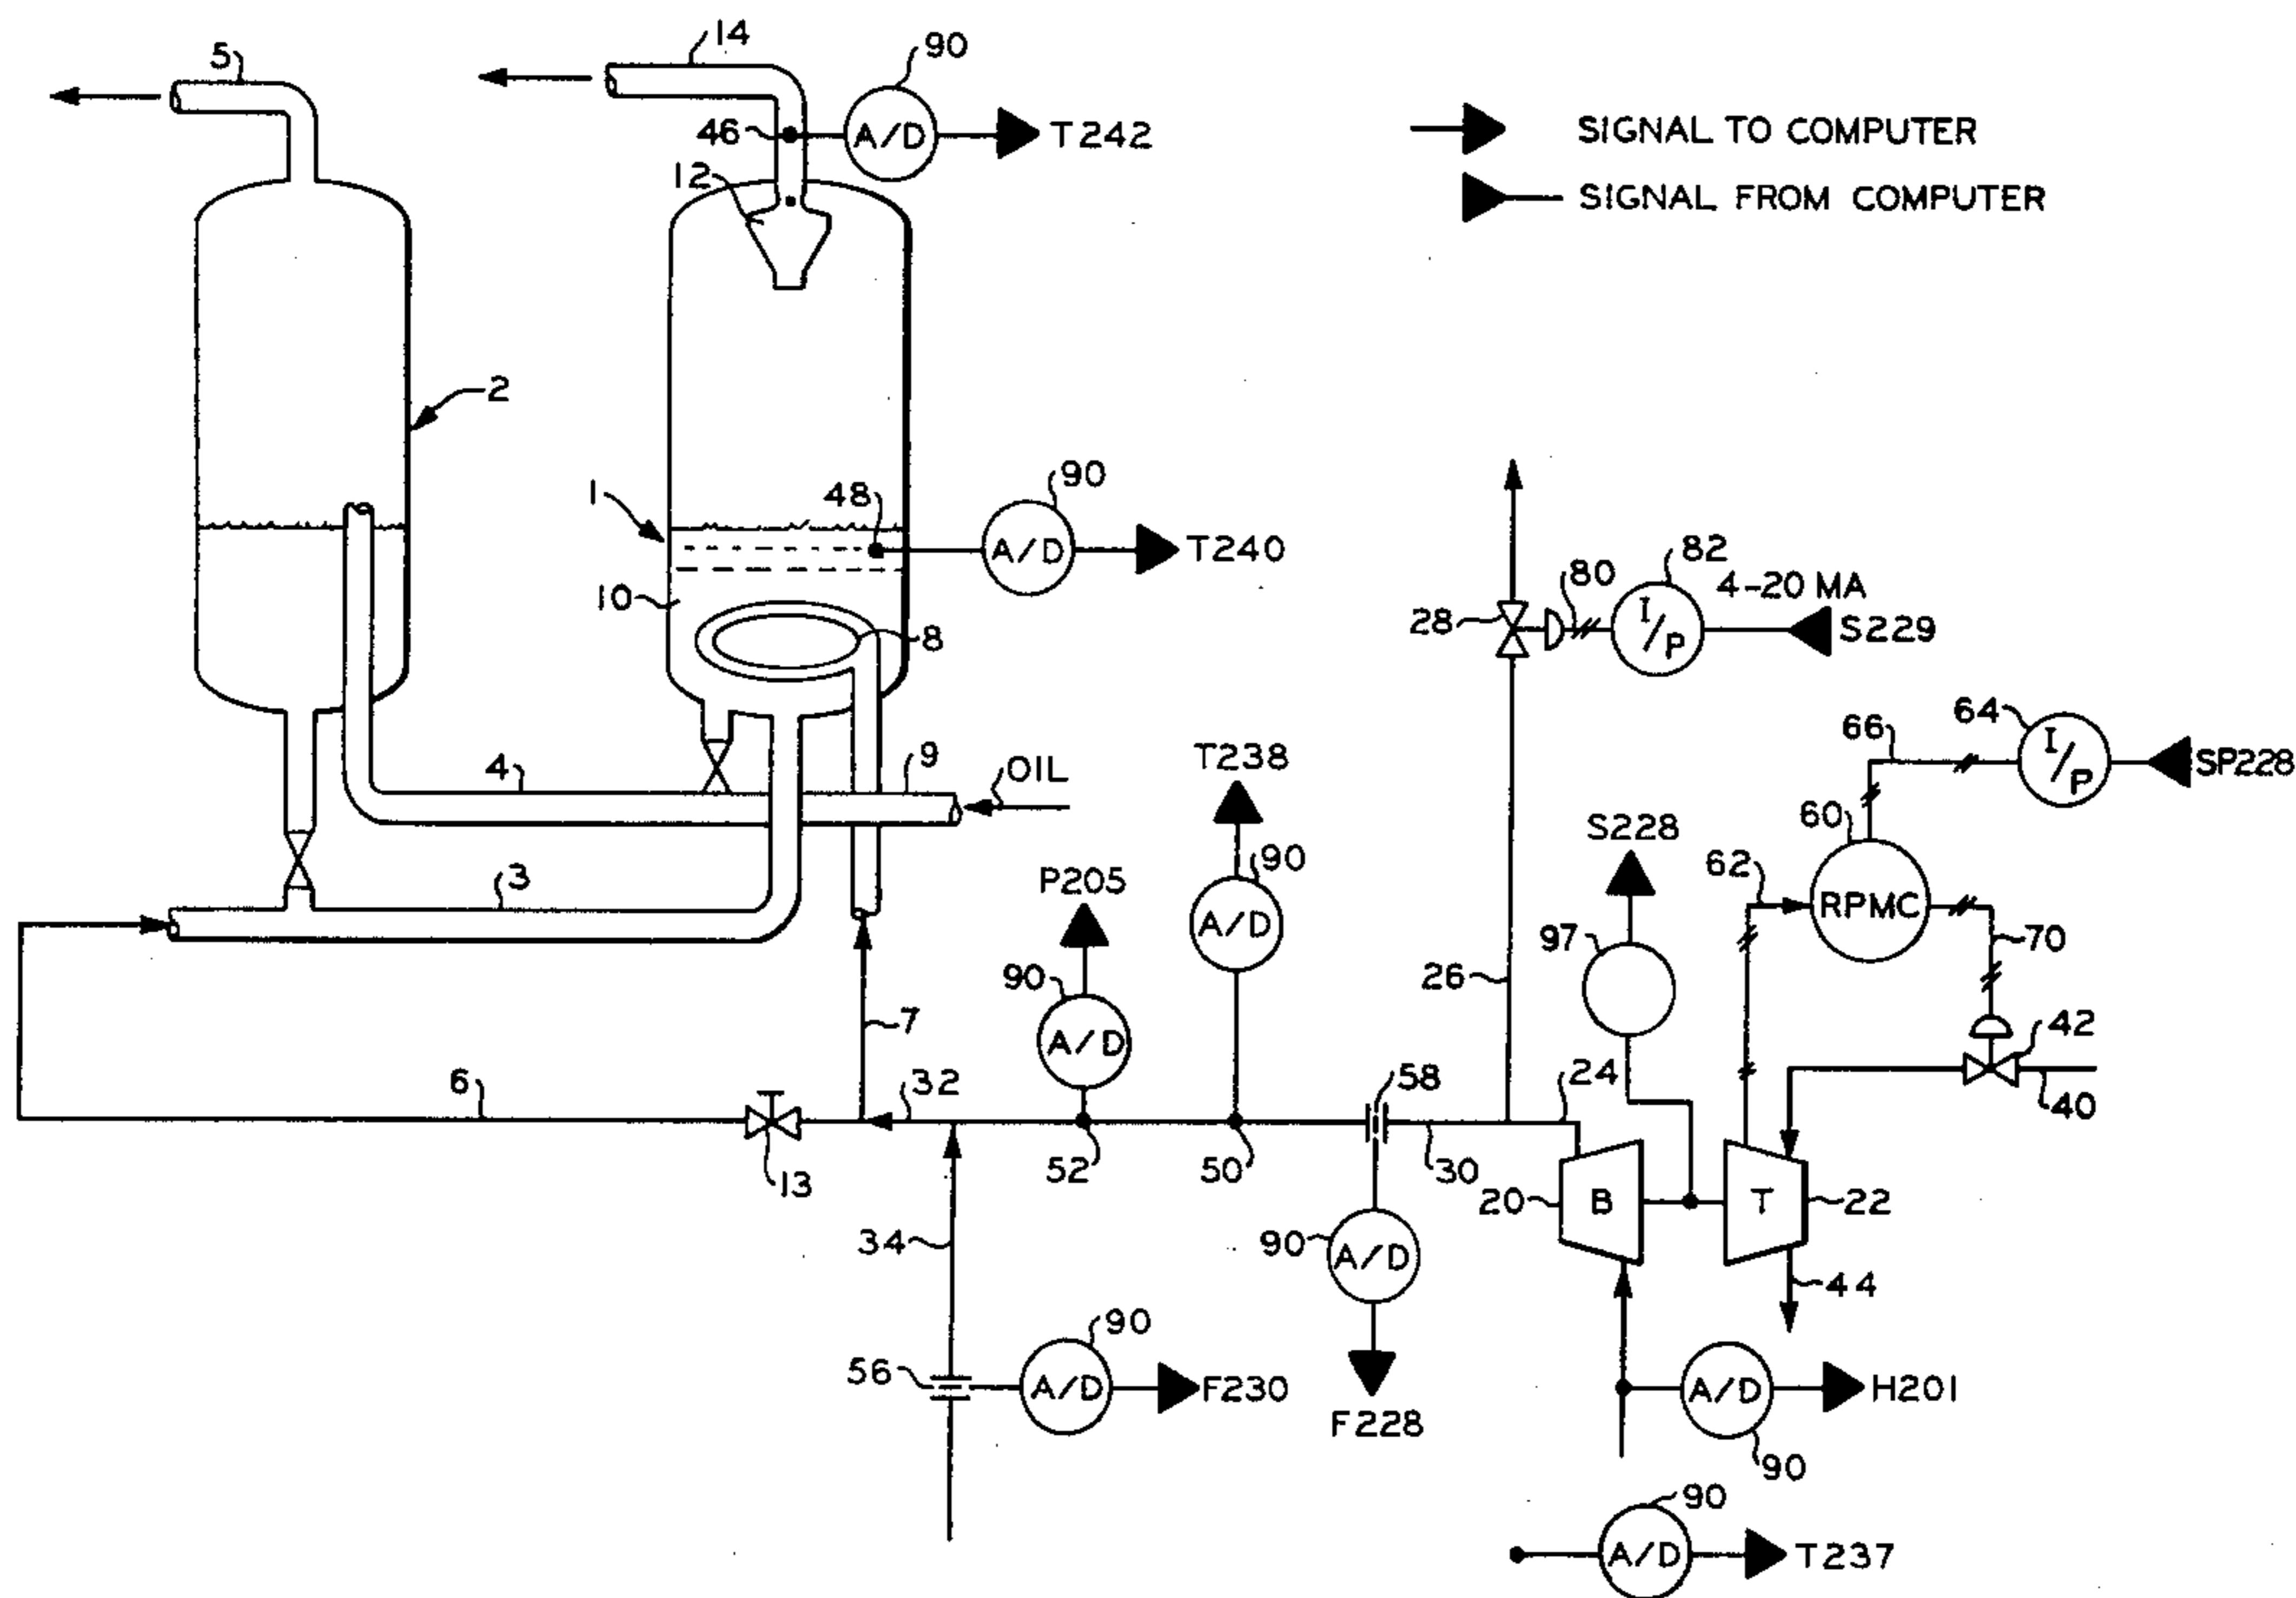 14
5
90
46
A/D
T242
12
SIGNAL TO COMPUTER
SIGNAL FROM COMPUTER
2
1
48
90
A/D
T240
10
8
28
80
82
I/P
4-20 MA
S229
4
9
OIL
T238
66
64
I/P
SP228
60
S228
62
RPMC
70
3
P205
90
A/D
90
A/D
97
26
7
42
40
6
13
32
52
50
58
30
24
20
B
T
22
34
90
A/D
44
F228
56
90
A/D
F230
A/D
H201
90
90
A/D
T237